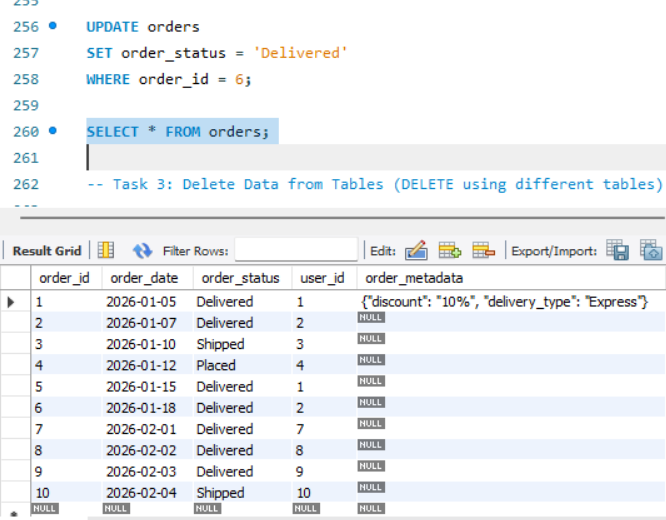 255
256 UPDATE orders
257 SET order_status = 'Delivered'
258 WHERE order_id = 6;
259
260 SELECT * FROM orders;
261
262 -- Task 3: Delete Data from Tables (DELETE using different tables)
Result Grid Filter Rows: Edit: Export/Import:
order_id order_date order_status user_id order_metadata
1 2026-01-05 Delivered 1 {"discount": "10%", "delivery_type": "Express"}
2 2026-01-07 Delivered 2 NULL
3 2026-01-10 Shipped 3 NULL
4 2026-01-12 Placed 4 NULL
5 2026-01-15 Delivered 1 NULL
6 2026-01-18 Delivered 2 NULL
7 2026-02-01 Delivered 7 NULL
8 2026-02-02 Delivered 8 NULL
9 2026-02-03 Delivered 9 NULL
10 2026-02-04 Shipped 10 NULL
NULL NULL NULL NULL NULL